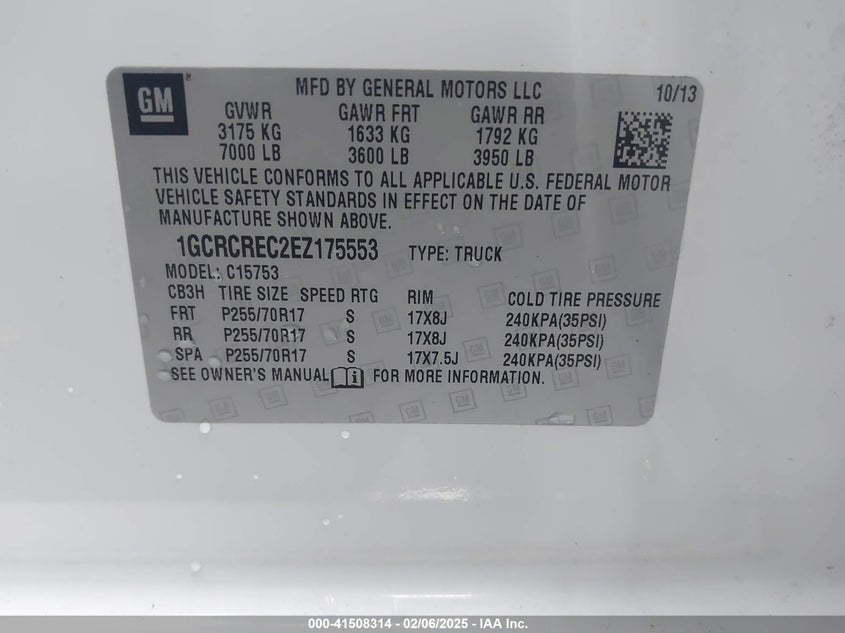 GM
MFD BY GENERAL MOTORS LLC
10/13
GVWR GAWR FRT GAWR RR
3175 KG 1633 KG 1792 KG
7000 LB 3600 LB 3950 LB
THIS VEHICLE CONFORMS TO ALL APPLICABLE U.S. FEDERAL MOTOR
VEHICLE SAFETY STANDARDS IN EFFECT ON THE DATE OF
MANUFACTURE SHOWN ABOVE.
1GCRCREC2EZ175553 TYPE: TRUCK
MODEL: C15753
CB3H TIRE SIZE SPEED RTG RIM COLD TIRE PRESSURE
FRT P255/70R17 S 17X8J 240KPA(35PSI)
RR P255/70R17 S 17X8J 240KPA(35PSI)
SPA P255/70R17 S 17X7.5J 240KPA(35PSI)
SEE OWNER'S MANUAL FOR MORE INFORMATION.
000-41508314 - 02/06/2025 - IAA Inc.